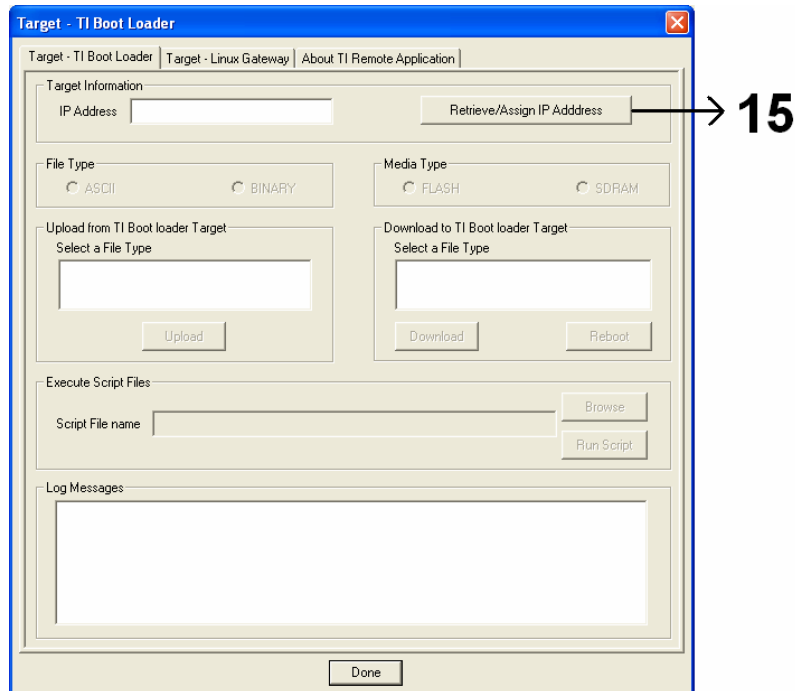 Target - TI Boot Loader
Target - TI Boot Loader Target - Linux Gateway About TI Remote Application
Target Information
IP Address Retrieve/Assign IP Adddress 15
File Type Media Type
ASCII BINARY FLASH SDRAM
Upload from TI Boot loader Target Download to TI Boot loader Target
Select a File Type Select a File Type
Upload Download Reboot
Execute Script Files
Browse
Script File name
Run Script
Log Messages
Done